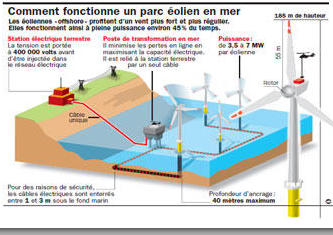 Comment fonctionne un parc éolien en mer
Les éoliennes - offshore - profitent d'un vent plus fort et plus régulier.
Elles fonctionnent ainsi à pleine puissance environ 45% du temps.
Station électrique terrestre
La tension est portée
à 400 000 volts avant
d'être injectée dans
le réseau électrique
Poste de transformation en mer
Il minimise les pertes en ligne en
maximisant la capacité électrique.
Il est relié à la station terrestre
par un seul câble
Puissance:
de 3,5 à 7 MW
par éolienne
185 m de hauteur
55 m
Rotor
Câble
unique
Pour des raisons de sécurité,
les câbles électriques sont enterrés
entre 1 et 3 m sous le fond marin
Profondeur d'ancrage:
40 mètres maximum